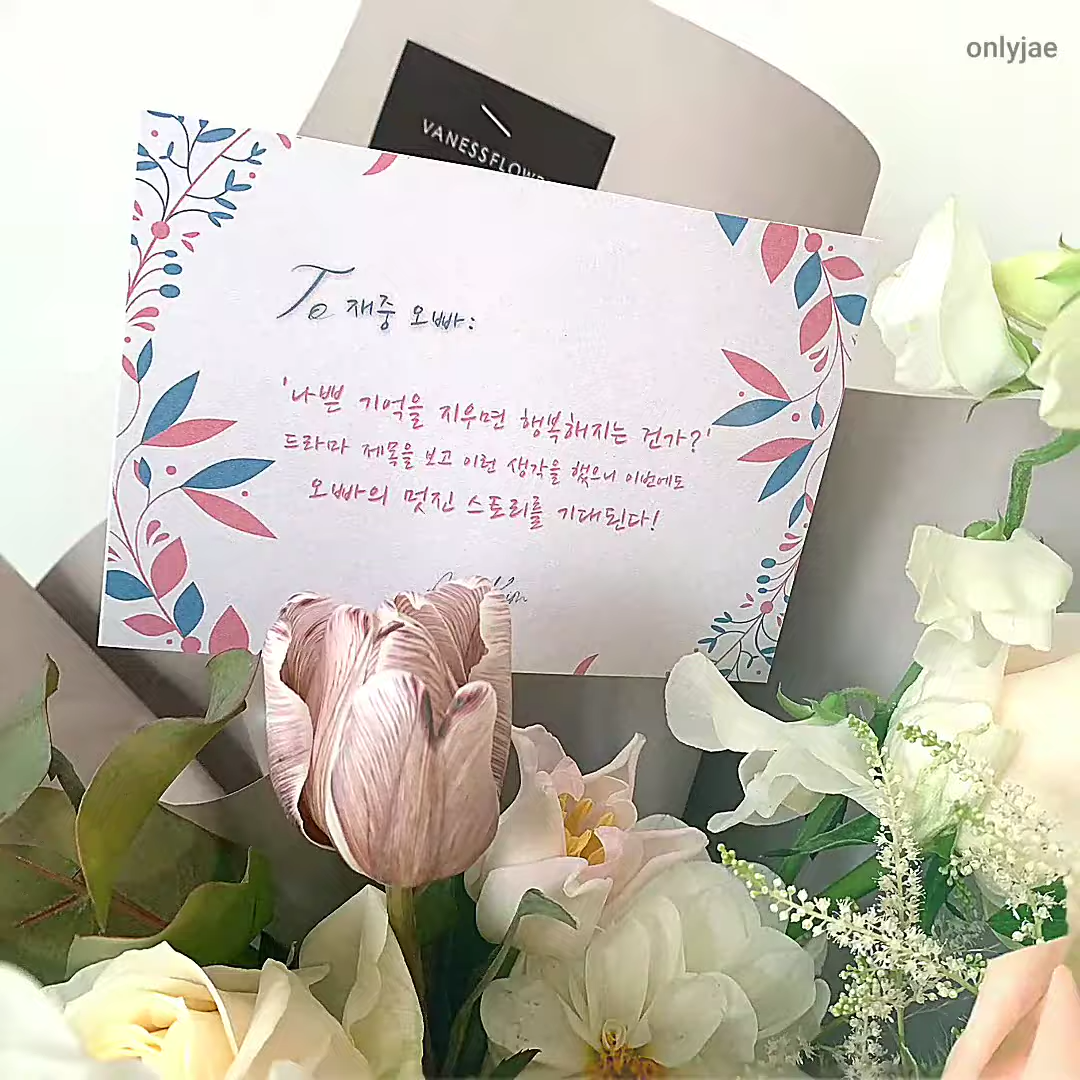 onlyjae
VANESSFLOWER
To 재중 오빠:
'나쁜 기억을 지우면 행복해지는 건가?'
드라마 제목을 보고 이런 생각을 했으니 이번에도
오빠의 멋진 스토리를 기대된다!